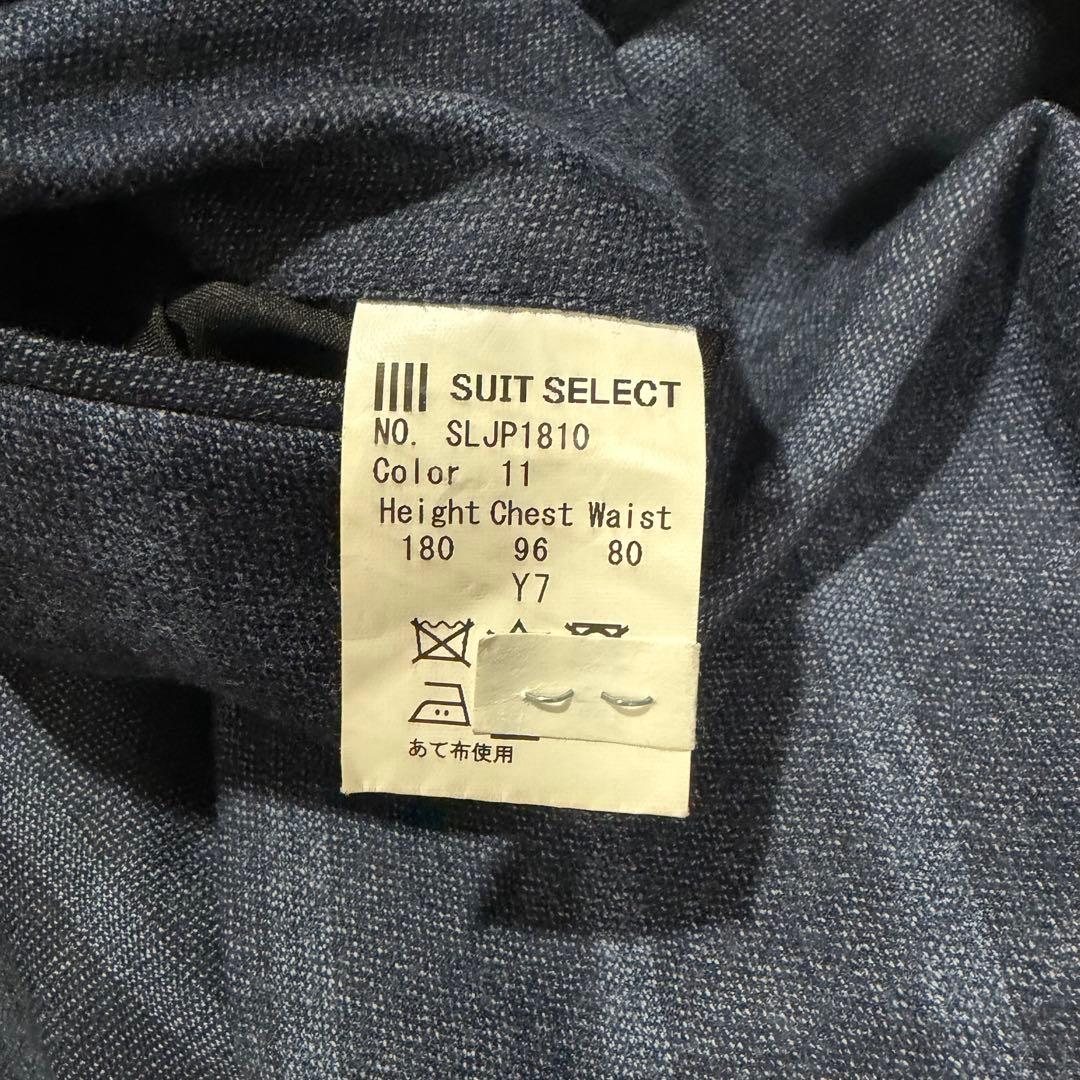 SUIT SELECT
NO. SLJP1810
Color 11
Height Chest Waist
180 96 80
Y7
あて布使用